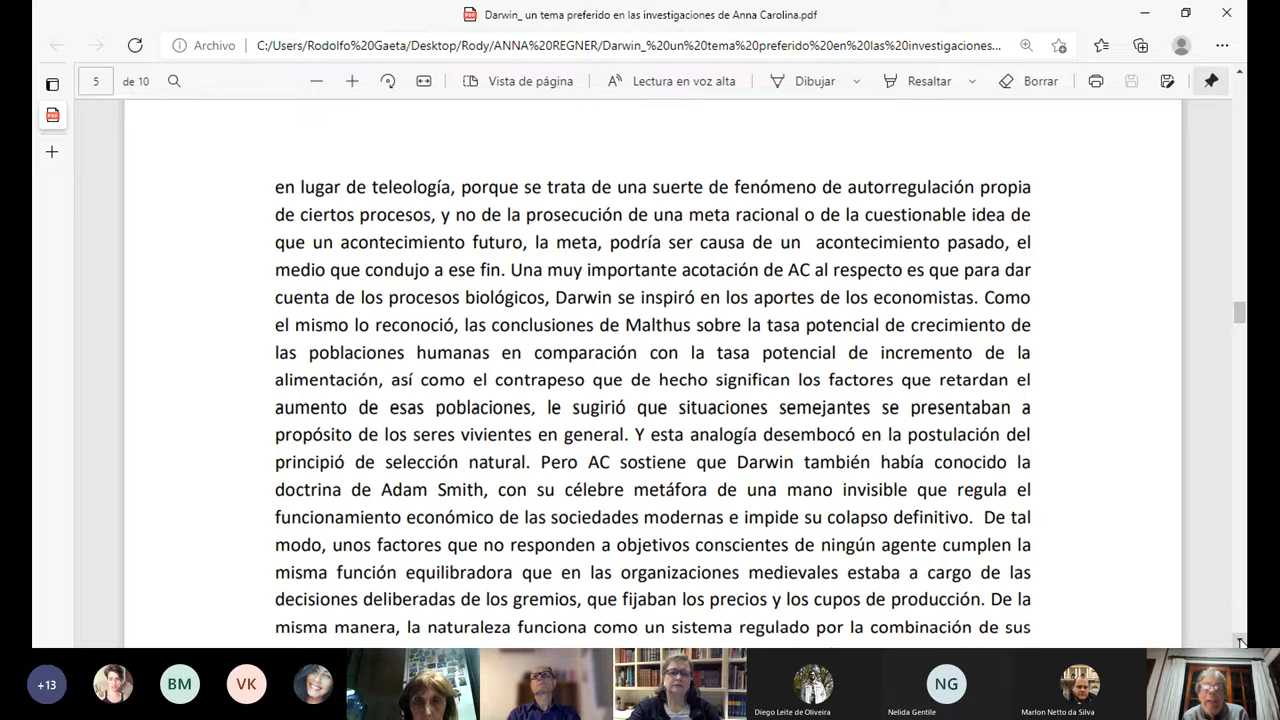 Darwin_ un tema preferido en las investigaciones de Anna Carolina.pdf
Archivo C:/Users/Rodolfo%20Gaeta/Desktop/Rody/ANNA%20REGNER/Darwin_%20un%20tema%20preferido%20en%20las%20investigaciones...
5 de 10 Vista de página Lectura en voz alta Dibujar Resaltar Borrar
en lugar de teleología, porque se trata de una suerte de fenómeno de autorregulación propia
de ciertos procesos, y no de la prosecución de una meta racional o de la cuestionable idea de
que un acontecimiento futuro, la meta, podría ser causa de un acontecimiento pasado, el
medio que condujo a ese fin. Una muy importante acotación de AC al respecto es que para dar
cuenta de los procesos biológicos, Darwin se inspiró en los aportes de los economistas. Como
el mismo lo reconoció, las conclusiones de Malthus sobre la tasa potencial de crecimiento de
las poblaciones humanas en comparación con la tasa potencial de incremento de la
alimentación, así como el contrapeso que de hecho significan los factores que retardan el
aumento de esas poblaciones, le sugirió que situaciones semejantes se presentaban a
propósito de los seres vivientes en general. Y esta analogía desembocó en la postulación del
principió de selección natural. Pero AC sostiene que Darwin también había conocido la
doctrina de Adam Smith, con su célebre metáfora de una mano invisible que regula el
funcionamiento económico de las sociedades modernas e impide su colapso definitivo. De tal
modo, unos factores que no responden a objetivos conscientes de ningún agente cumplen la
misma función equilibradora que en las organizaciones medievales estaba a cargo de las
decisiones deliberadas de los gremios, que fijaban los precios y los cupos de producción. De la
misma manera, la naturaleza funciona como un sistema regulado por la combinación de sus
+13 BM VK NG
Diego Leite de Oliveira Nelida Gentile Marlon Netto da Silva